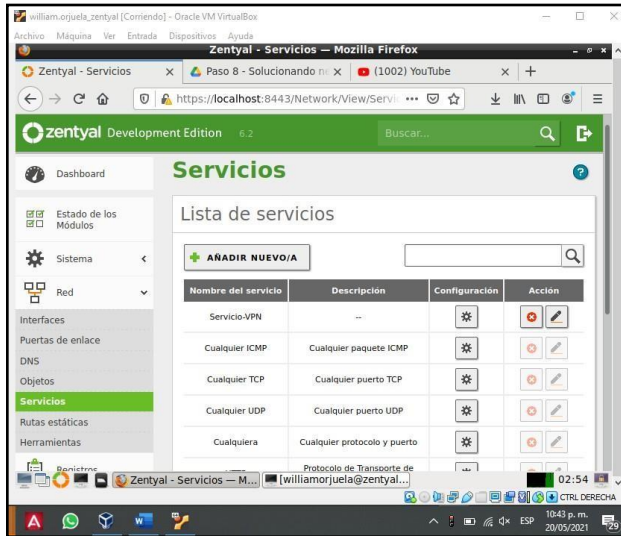 william.orjuela_zentyal [Corriendo] - Oracle VM VirtualBox
Archivo Máquina Ver Entrada Dispositivos Ayuda
Zentyal - Servicios — Mozilla Firefox
Zentyal - Servicios
Paso 8 - Solucionando n
(1002) YouTube
https://localhost:8443/Network/View/Servi
zentyal Development Edition 6.2
Buscar...
Dashboard
Servicios
Estado de los
Módulos
Lista de servicios
Sistema
AÑADIR NUEVO/A
Red
Nombre del servicio Descripción Configuración Acción
Interfaces
Servicio-VPN --
Puertas de enlace
Cualquier ICMP Cualquier paquete ICMP
DNS
Objetos
Cualquier TCP Cualquier puerto TCP
Servicios
Cualquier UDP Cualquier puerto UDP
Rutas estáticas
Herramientas
Cualquiera Cualquier protocolo y puerto
Registros
Protocolo de Transporte de
Zentyal - Servicios — M...
[williamorjuela@zentyal...
02:54
CTRL DERECHA
ESP
10:43 p. m.
20/05/2021
29